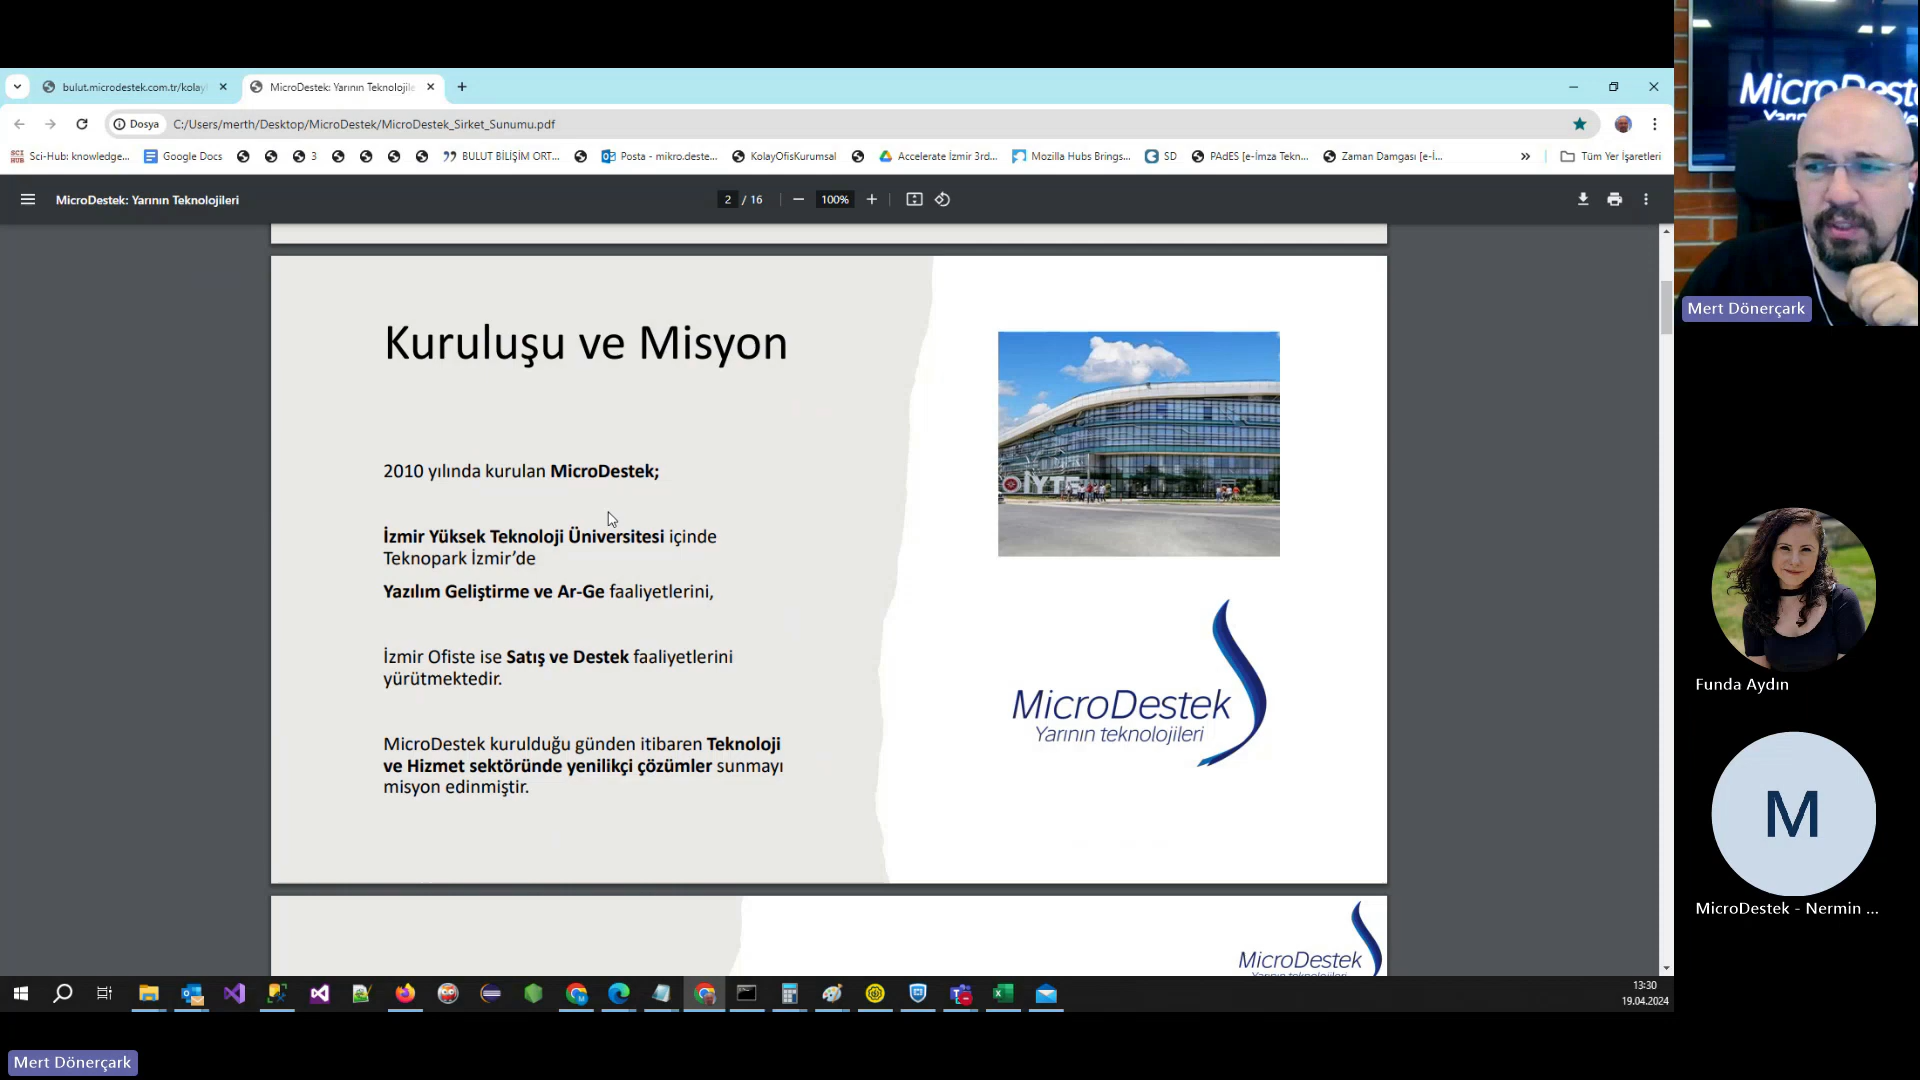 bulut.microdestek.com.tr/kolay
MicroDestek: Yarının Teknolojile
Dosya
C:/Users/merth/Desktop/MicroDestek/MicroDestek_Sirket_Sunumu.pdf
SCI HUB
Sci-Hub: knowledge...
Google Docs
3
BULUT BİLİŞİM ORT...
Posta - mikro.deste...
KolayOfisKurumsal
Accelerate İzmir 3rd...
Mozilla Hubs Brings...
SD
PAdES [e-İmza Tekn...
Zaman Damgası [e-İ...
Tüm Yer İşaretleri
MicroDestek: Yarının Teknolojileri
2 / 16
100%
Kuruluşu ve Misyon
2010 yılında kurulan MicroDestek;
İzmir Yüksek Teknoloji Üniversitesi içinde
Teknopark İzmir’de
Yazılım Geliştirme ve Ar-Ge faaliyetlerini,
İzmir Ofiste ise Satış ve Destek faaliyetlerini
yürütmektedir.
MicroDestek kurulduğu günden itibaren Teknoloji
ve Hizmet sektöründe yenilikçi çözümler sunmayı
misyon edinmiştir.
İYTE
MicroDestek
Yarının teknolojileri
MicroDestek
13:30
19.04.2024
MicroDest
Mert Dönerçark
Funda Aydın
M
MicroDestek - Nermin ...
Mert Dönerçark